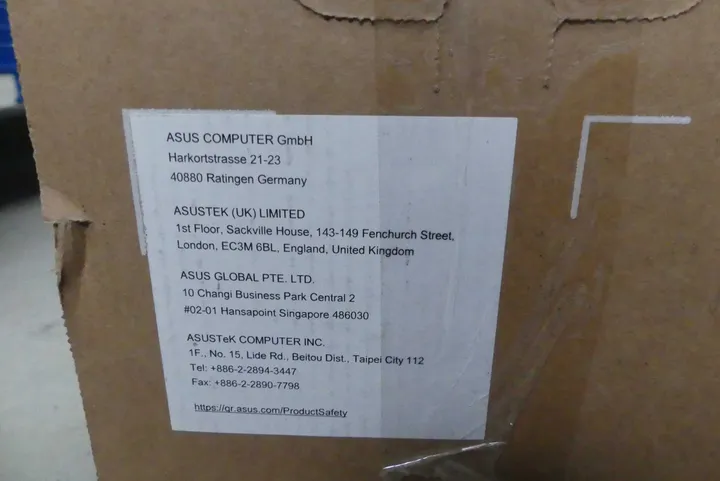 ASUS COMPUTER GmbH
Harkortstrasse 21-23
40880 Ratingen Germany
ASUSTEK (UK) LIMITED
1st Floor, Sackville House, 143-149 Fenchurch Street,
London, EC3M 6BL, England, United Kingdom
ASUS GLOBAL PTE. LTD.
10 Changi Business Park Central 2
#02-01 Hansapoint Singapore 486030
ASUSTeK COMPUTER INC.
1F., No. 15, Lide Rd., Beitou Dist., Taipei City 112
Tel: +886-2-2894-3447
Fax: +886-2-2890-7798
https://qr.asus.com/ProductSafety